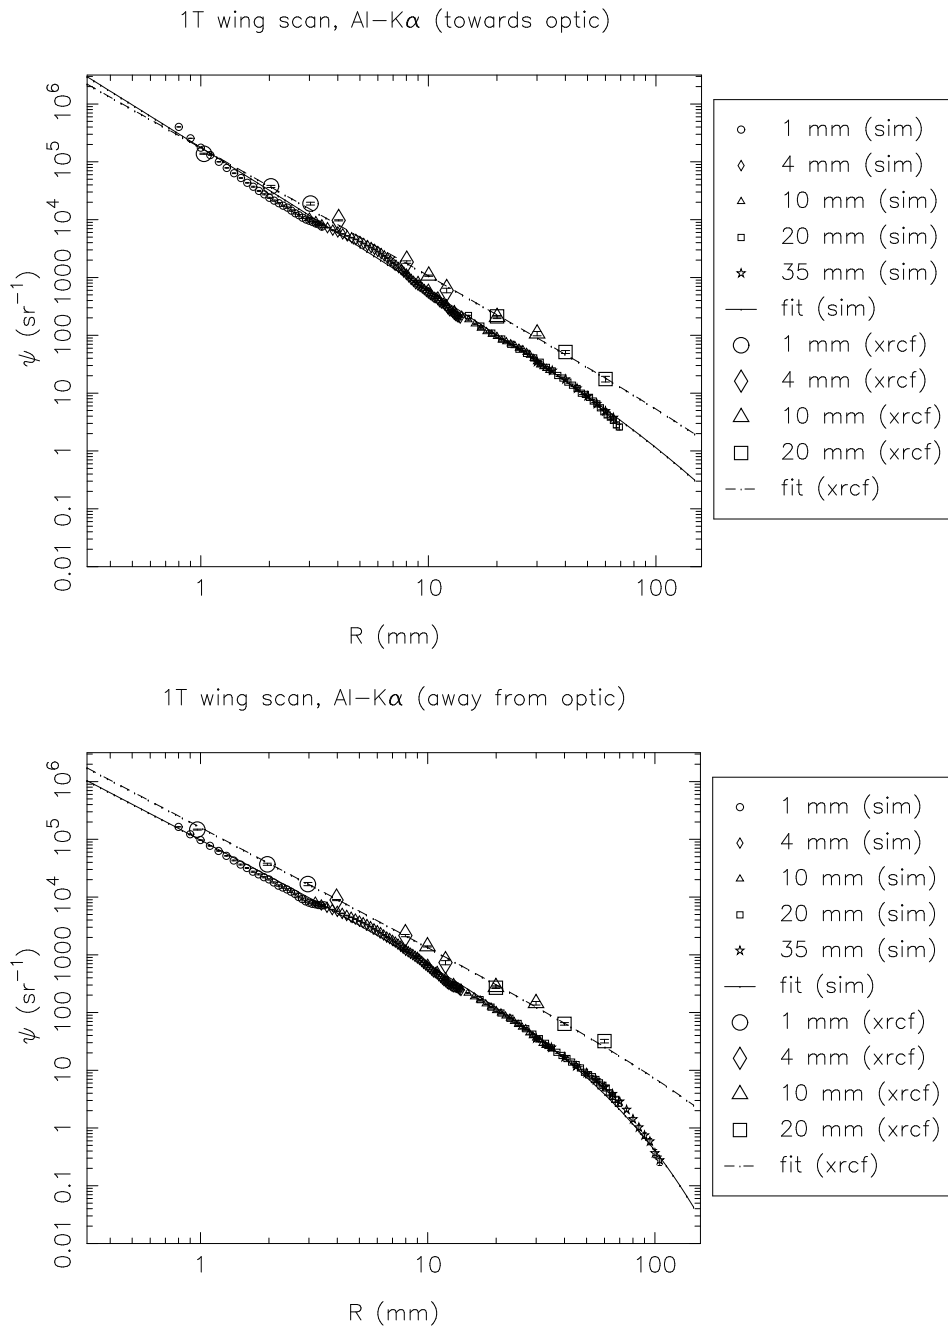 1T wing scan, Al−Kα (towards optic)
10⁶
10⁵
10⁴
1000
100
10
1
0.1
0.01
ψ (sr⁻¹)
1 10 100
R (mm)
1 mm (sim)
4 mm (sim)
10 mm (sim)
20 mm (sim)
35 mm (sim)
fit (sim)
1 mm (xrcf)
4 mm (xrcf)
10 mm (xrcf)
20 mm (xrcf)
fit (xrcf)
1T wing scan, Al−Kα (away from optic)
10⁶
10⁵
10⁴
1000
100
10
1
0.1
0.01
ψ (sr⁻¹)
1 10 100
R (mm)
1 mm (sim)
4 mm (sim)
10 mm (sim)
20 mm (sim)
35 mm (sim)
fit (sim)
1 mm (xrcf)
4 mm (xrcf)
10 mm (xrcf)
20 mm (xrcf)
fit (xrcf)